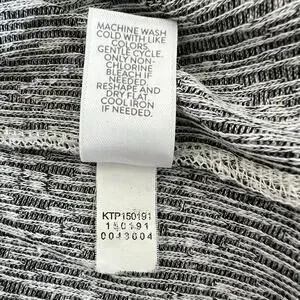 MACHINE WASH
COLD WITH LIKE
COLORS.
GENTLE CYCLE.
ONLY NON-
CHLORINE
BLEACH IF
NEEDED.
RESHAPE AND
DRY FLAT.
COOL IRON
IF NEEDED
KTP150191
150191
0043604